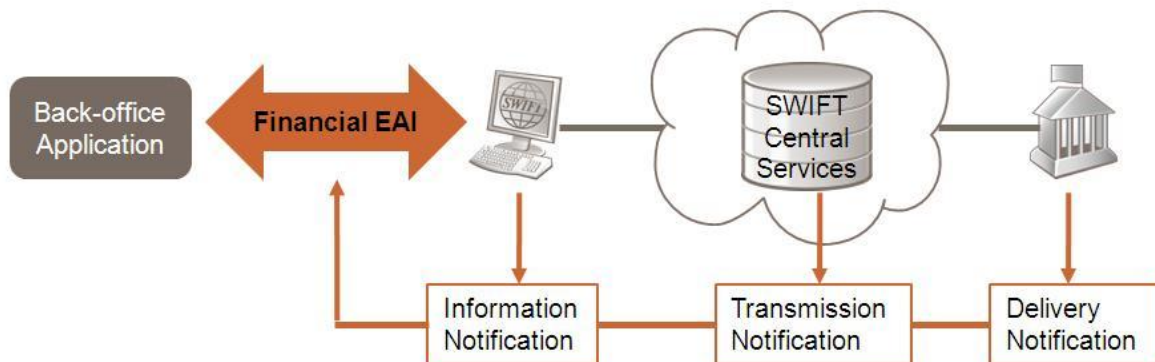 Back-office
Application
Financial EAI
SWIFT
SWIFT
Central
Services
Information
Notification
Transmission
Notification
Delivery
Notification